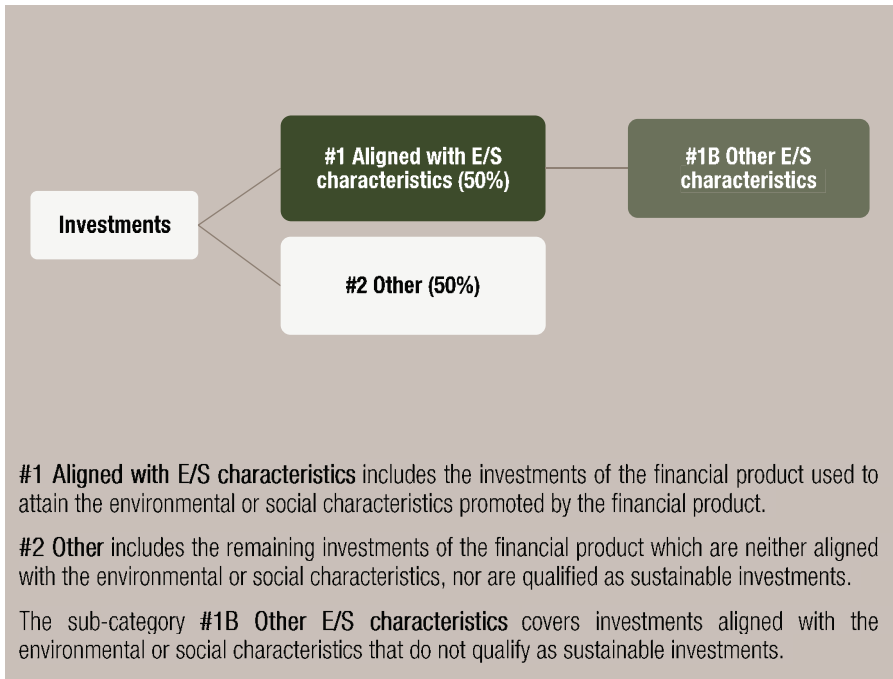 #1 Aligned with E/S
characteristics (50%)
#1B Other E/S
characteristics
Investments
#2 Other (50%)
#1 Aligned with E/S characteristics includes the investments of the financial product used to
attain the environmental or social characteristics promoted by the financial product.
#2 Other includes the remaining investments of the financial product which are neither aligned
with the environmental or social characteristics, nor are qualified as sustainable investments.
The sub-category #1B Other E/S characteristics covers investments aligned with the
environmental or social characteristics that do not qualify as sustainable investments.